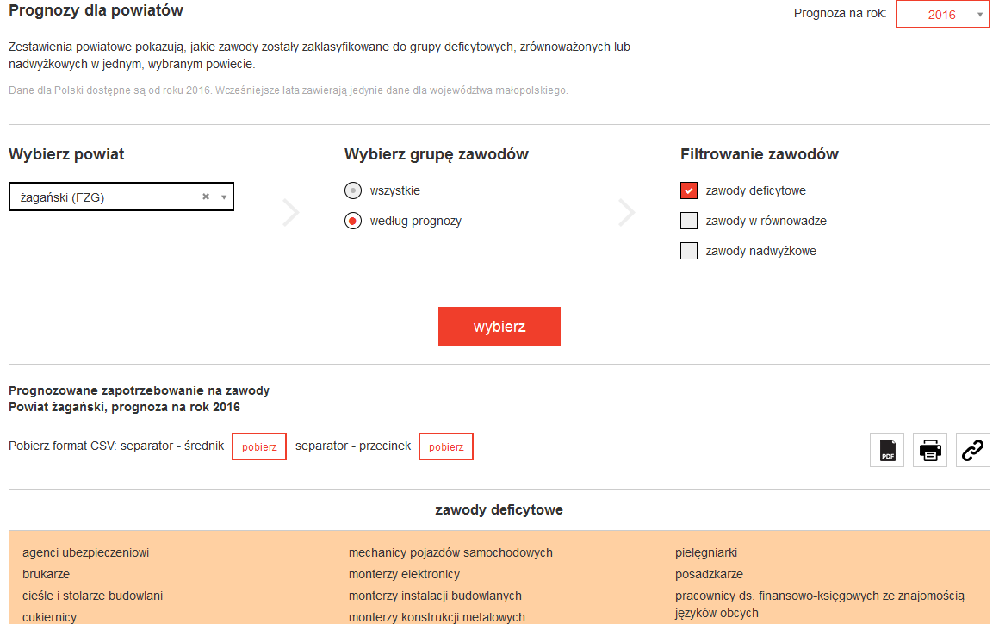 Prognozy dla powiatów
Prognoza na rok: 2016
Zestawienia powiatowe pokazują, jakie zawody zostały zaklasyfikowane do grupy deficytowych, zrównoważonych lub
nadwyżkowych w jednym, wybranym powiecie.
Dane dla Polski dostępne są od roku 2016. Wcześniejsze lata zawierają jedynie dane dla województwa małopolskiego.
Wybierz powiat
żagański (FZG)
Wybierz grupę zawodów
wszystkie
według prognozy
Filtrowanie zawodów
zawody deficytowe
zawody w równowadze
zawody nadwyżkowe
wybierz
Prognozowane zapotrzebowanie na zawody
Powiat żagański, prognoza na rok 2016
Pobierz format CSV: separator - średnik pobierz separator - przecinek pobierz
PDF
zawody deficytowe
agenci ubezpieczeniowi
brukarze
cieśle i stolarze budowlani
cukiernicy
mechanicy pojazdów samochodowych
monterzy elektronicy
monterzy instalacji budowlanych
monterzy konstrukcji metalowych
pielęgniarki
posadzkarze
pracownicy ds. finansowo-księgowych ze znajomością
języków obcych